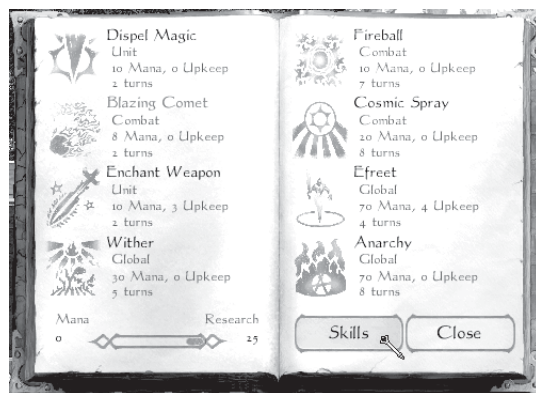 Dispel Magic
Unit
10 Mana, 0 Upkeep
2 turns
Blazing Comet
Combat
8 Mana, 0 Upkeep
2 turns
Enchant Weapon
Unit
10 Mana, 3 Upkeep
2 turns
Wither
Global
30 Mana, 0 Upkeep
5 turns
Mana
Research
0
25
Fireball
Combat
10 Mana, 0 Upkeep
7 turns
Cosmic Spray
Combat
20 Mana, 0 Upkeep
8 turns
Efreet
Global
70 Mana, 4 Upkeep
4 turns
Anarchy
Global
70 Mana, 0 Upkeep
8 turns
Skills
Close